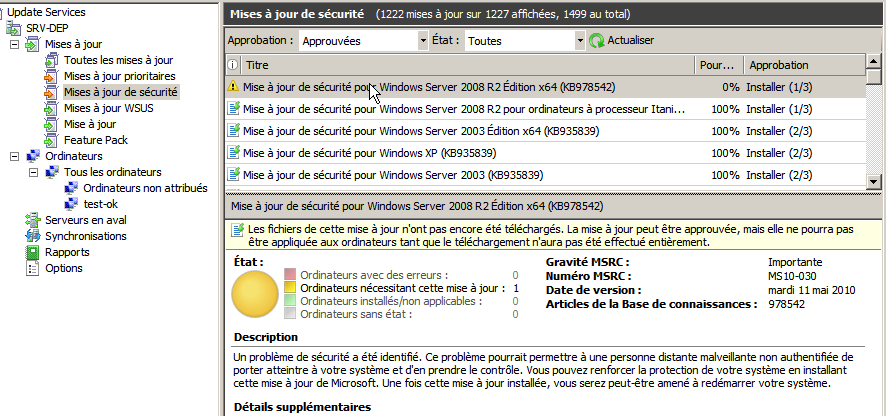 Update Services
SRV-DEP
Mises à jour
Toutes les mises à jour
Mises à jour prioritaires
Mises à jour de sécurité
Mises à jour WSUS
Mise à jour
Feature Pack
Ordinateurs
Tous les ordinateurs
Ordinateurs non attribués
test-ok
Serveurs en aval
Synchronisations
Rapports
Options
Mises à jour de sécurité (1222 mises à jour sur 1227 affichées, 1499 au total)
Approbation : Approuvées État : Toutes Actualiser
Titre Pour... Approbation
Mise à jour de sécurité pour Windows Server 2008 R2 Édition x64 (KB978542) 0% Installer (1/3)
Mise à jour de sécurité pour Windows Server 2008 R2 pour ordinateurs à processeur Itani... 100% Installer (1/3)
Mise à jour de sécurité pour Windows Server 2003 Édition x64 (KB935839) 100% Installer (2/3)
Mise à jour de sécurité pour Windows XP (KB935839) 100% Installer (2/3)
Mise à jour de sécurité pour Windows Server 2003 (KB935839) 100% Installer (2/3)
Mise à jour de sécurité pour Windows Server 2008 R2 Édition x64 (KB978542)
Les fichiers de cette mise à jour n'ont pas encore été téléchargés. La mise à jour peut être approuvée, mais elle ne pourra pas
être appliquée aux ordinateurs tant que le téléchargement n'aura pas été effectué entièrement.
État :
Ordinateurs avec des erreurs : 0
Ordinateurs nécessitant cette mise à jour : 1
Ordinateurs installés/non applicables : 0
Ordinateurs sans état : 0
Gravité MSRC : Importante
Numéro MSRC : MS10-030
Date de version : mardi 11 mai 2010
Articles de la Base de connaissances : 978542
Description
Un problème de sécurité a été identifié. Ce problème pourrait permettre à une personne distante malveillante non authentifiée de
porter atteinte à votre système et d'en prendre le contrôle. Vous pouvez renforcer la protection de votre système en installant
cette mise à jour de Microsoft. Une fois cette mise à jour installée, vous serez peut-être amené à redémarrer votre système.
Détails supplémentaires